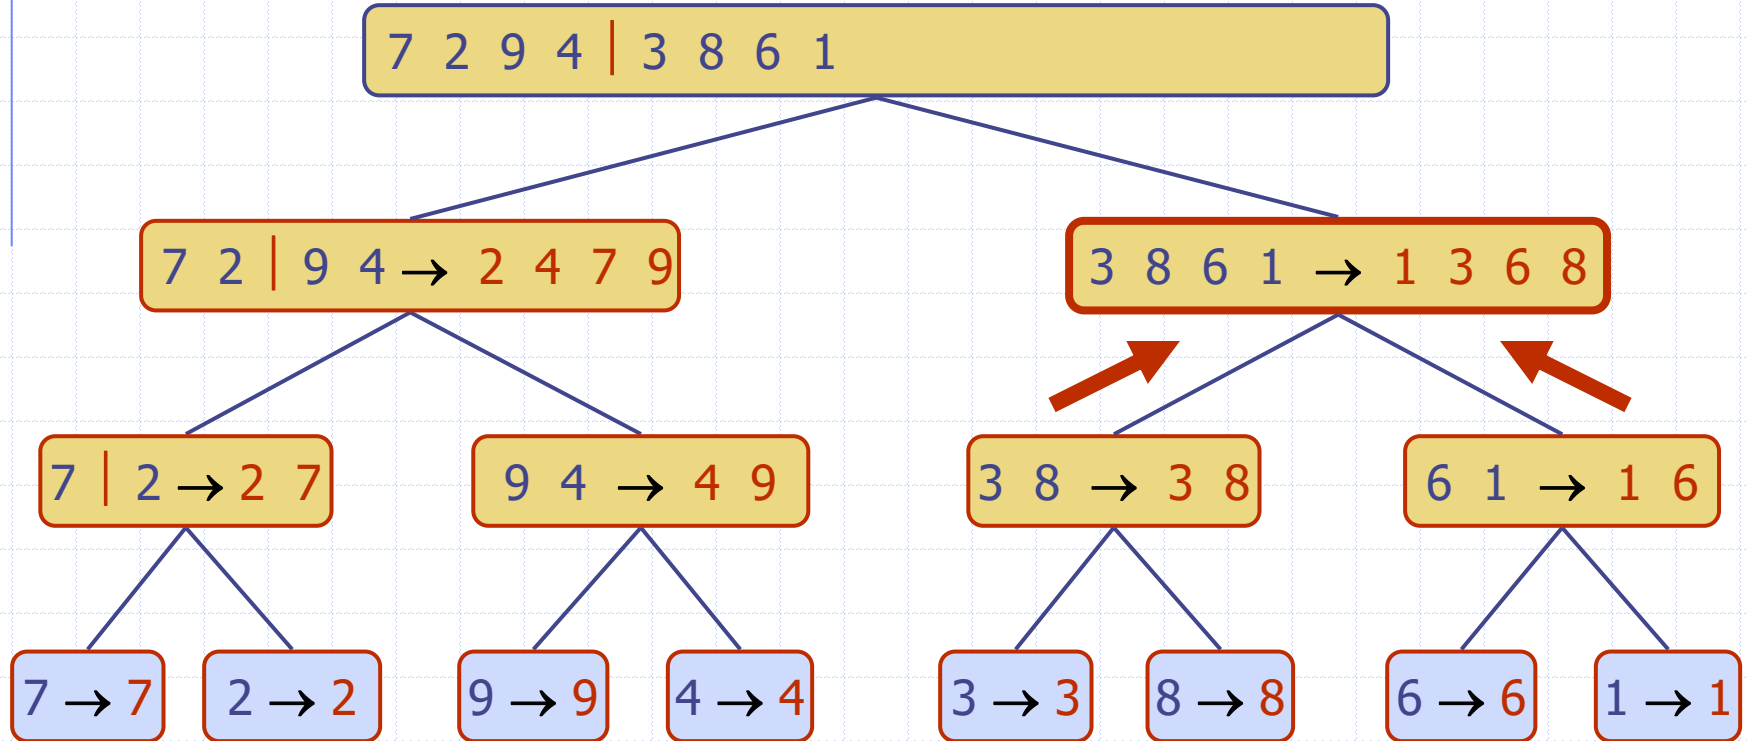 7 2 9 4 | 3 8 6 1
7 2 | 9 4 → 2 4 7 9
3 8 6 1 → 1 3 6 8
7 | 2 → 2 7
9 4 → 4 9
3 8 → 3 8
6 1 → 1 6
7 → 7
2 → 2
9 → 9
4 → 4
3 → 3
8 → 8
6 → 6
1 → 1